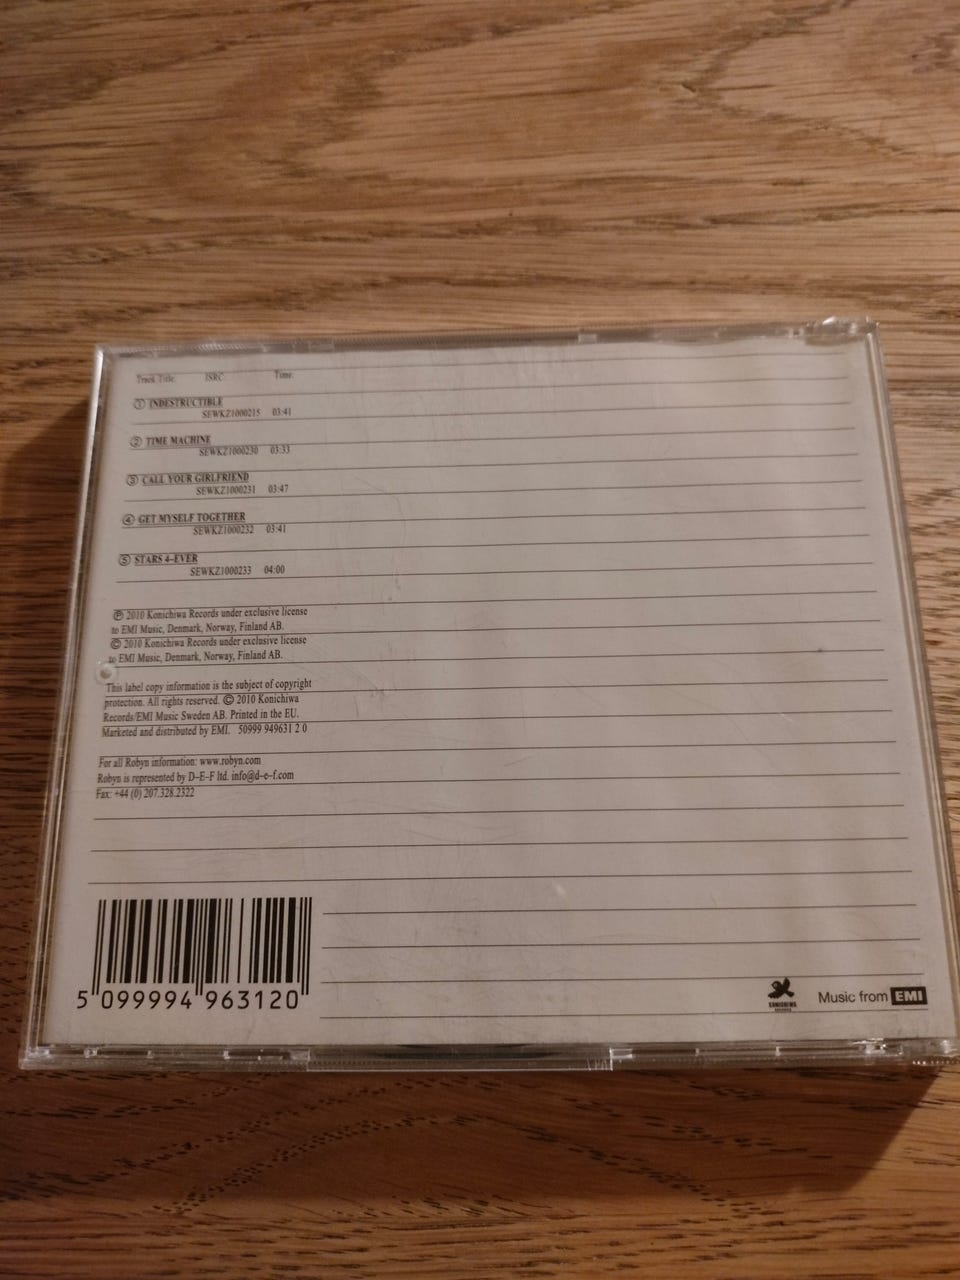 Track Title: ISRC: Time:
① INDESTRUCTIBLE
SEWKZ1000215 03:41
② TIME MACHINE
SEWKZ1000230 03:33
③ CALL YOUR GIRLFRIEND
SEWKZ1000231 03:47
④ GET MYSELF TOGETHER
SEWKZ1000232 03:41
⑤ STARS 4-EVER
SEWKZ1000233 04:00
℗ 2010 Konichiwa Records under exclusive license
to EMI Music, Denmark, Norway, Finland AB.
© 2010 Konichiwa Records under exclusive license
to EMI Music, Denmark, Norway, Finland AB.
This label copy information is the subject of copyright
protection. All rights reserved. © 2010 Konichiwa
Records/EMI Music Sweden AB. Printed in the EU.
Marketed and distributed by EMI. 50999 949631 2 0
For all Robyn information: www.robyn.com
Robyn is represented by D-E-F ltd. info@d-e-f.com
Fax: +44 (0) 207.328.2322
5 099994 963120
KONICHIWA
RECORDS
Music from EMI